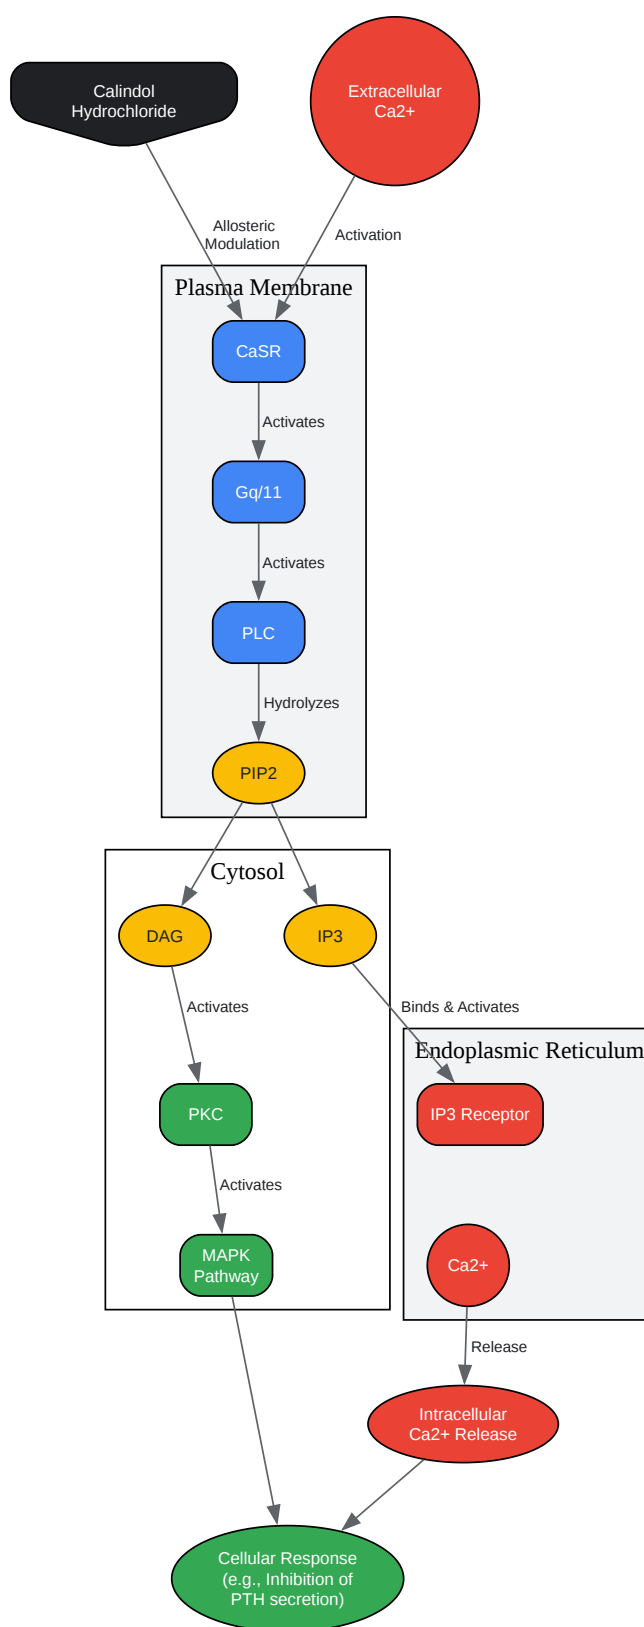 Calindol
Hydrochloride
Extracellular
Ca2+
Allosteric
Modulation
Activation
Plasma Membrane
CaSR
Activates
Gq/11
Activates
PLC
Hydrolyzes
PIP2
Cytosol
DAG
IP3
Activates
Binds & Activates
Endoplasmic Reticulum
PKC
IP3 Receptor
Activates
MAPK
Pathway
Ca2+
Release
Intracellular
Ca2+ Release
Cellular Response
(e.g., Inhibition of
PTH secretion)